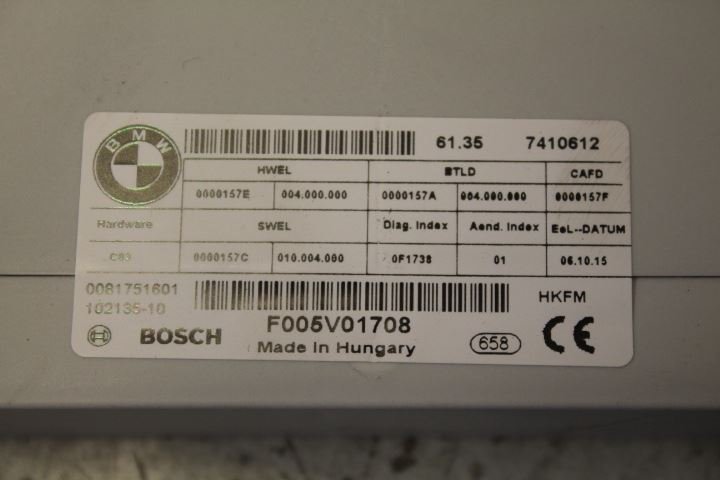 BMW
61.35 7410612
HWEL BTLD CAFD
0000157E 004.000.000 0000157A 004.000.000 0000157F
Hardware SWEL Diag. Index Aend. Index EoL--DATUM
C03 0000157C 010.004.000 0F1738 01 06.10.15
0081751601
102135-10
HKFM
BOSCH F005V01708
Made in Hungary 658 CE